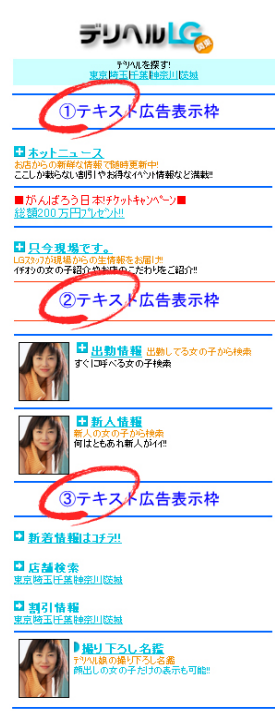 デリヘルLG 関東
デリヘルを探す!
東京|埼玉|千葉|神奈川|茨城
①テキスト広告表示枠
ホットニュース
お店からの新鮮な情報で随時更新中!
ここしか載らない割引やお得なイベント情報など満載!!
■がんばろう日本!チケットキャンペーン■
総額200万円プレゼント!!
只今現場です。
LGスタッフが現場からの生情報をお届け!
イチオシの女の子紹介やお店のこだわりをご紹介!!
②テキスト広告表示枠
出勤情報 出勤してる女の子から検索
すぐに呼べる女の子検索
新人情報
新人の女の子から検索
何はともあれ新人がイイ!!
③テキスト広告表示枠
新着情報はコチラ!!
店舗検索
東京|埼玉|千葉|神奈川|茨城
割引情報
東京|埼玉|千葉|神奈川|茨城
撮り下ろし名鑑
デリヘル嬢の撮り下ろし名鑑
顔出しの女の子だけの表示も可能!!